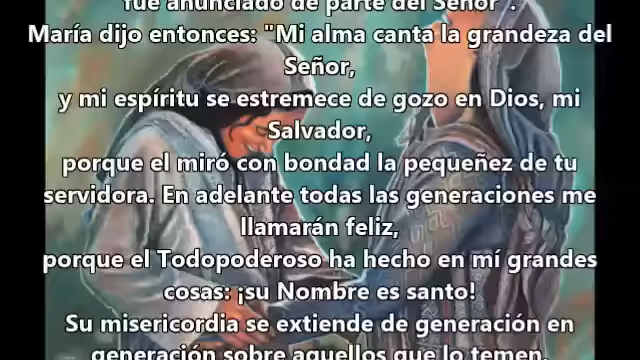 fue anunciado de parte del Señor".
María dijo entonces: "Mi alma canta la grandeza del
Señor,
y mi espíritu se estremece de gozo en Dios, mi
Salvador,
porque el miró con bondad la pequeñez de tu
servidora. En adelante todas las generaciones me
llamarán feliz,
porque el Todopoderoso ha hecho en mí grandes
cosas: ¡su Nombre es santo!
Su misericordia se extiende de generación en
generación sobre aquellos que lo temen.